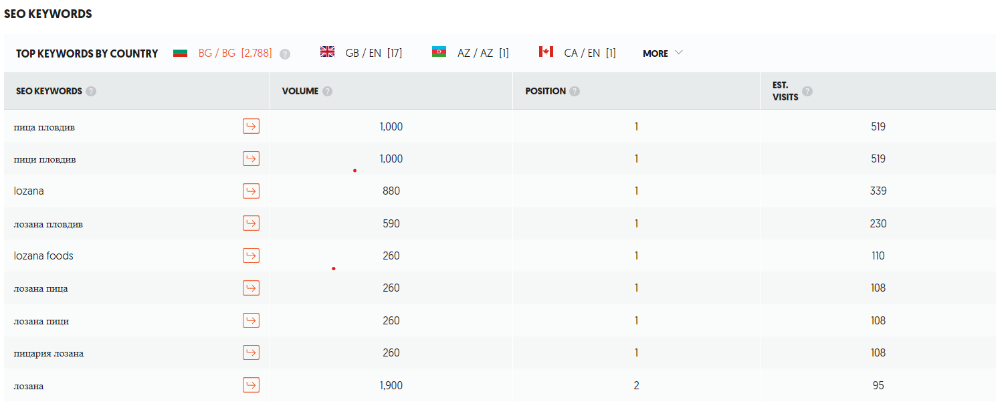 SEO KEYWORDS
TOP KEYWORDS BY COUNTRY BG / BG [2,788] ? GB / EN [17] AZ / AZ [1] CA / EN [1] MORE
SEO KEYWORDS ? VOLUME ? POSITION ? EST. VISITS ?
пица пловдив 1,000 1 519
пици пловдив 1,000 1 519
lozana 880 1 339
лозана пловдив 590 1 230
lozana foods 260 1 110
лозана пица 260 1 108
лозана пици 260 1 108
пицария лозана 260 1 108
лозана 1,900 2 95